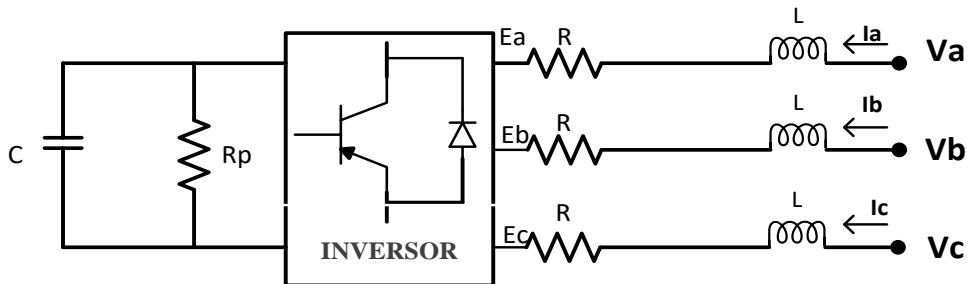 Ea R L Ia Va
Eb R L Ib Vb
C Rp
Ec R L Ic Vc
INVERSOR